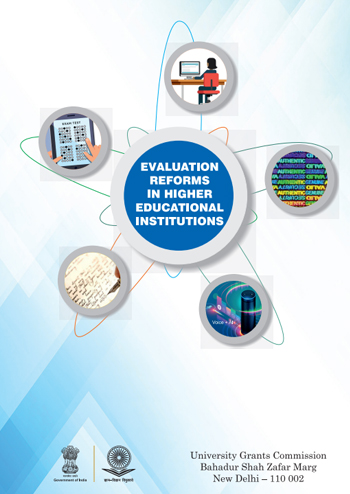 EXAM TEST
EVALUATION
REFORMS
IN HIGHER
EDUCATIONAL
INSTITUTIONS
Government of India
ज्ञान-विज्ञान विमुक्तये
University Grants Commission
Bahadur Shah Zafar Marg
New Delhi – 110 002